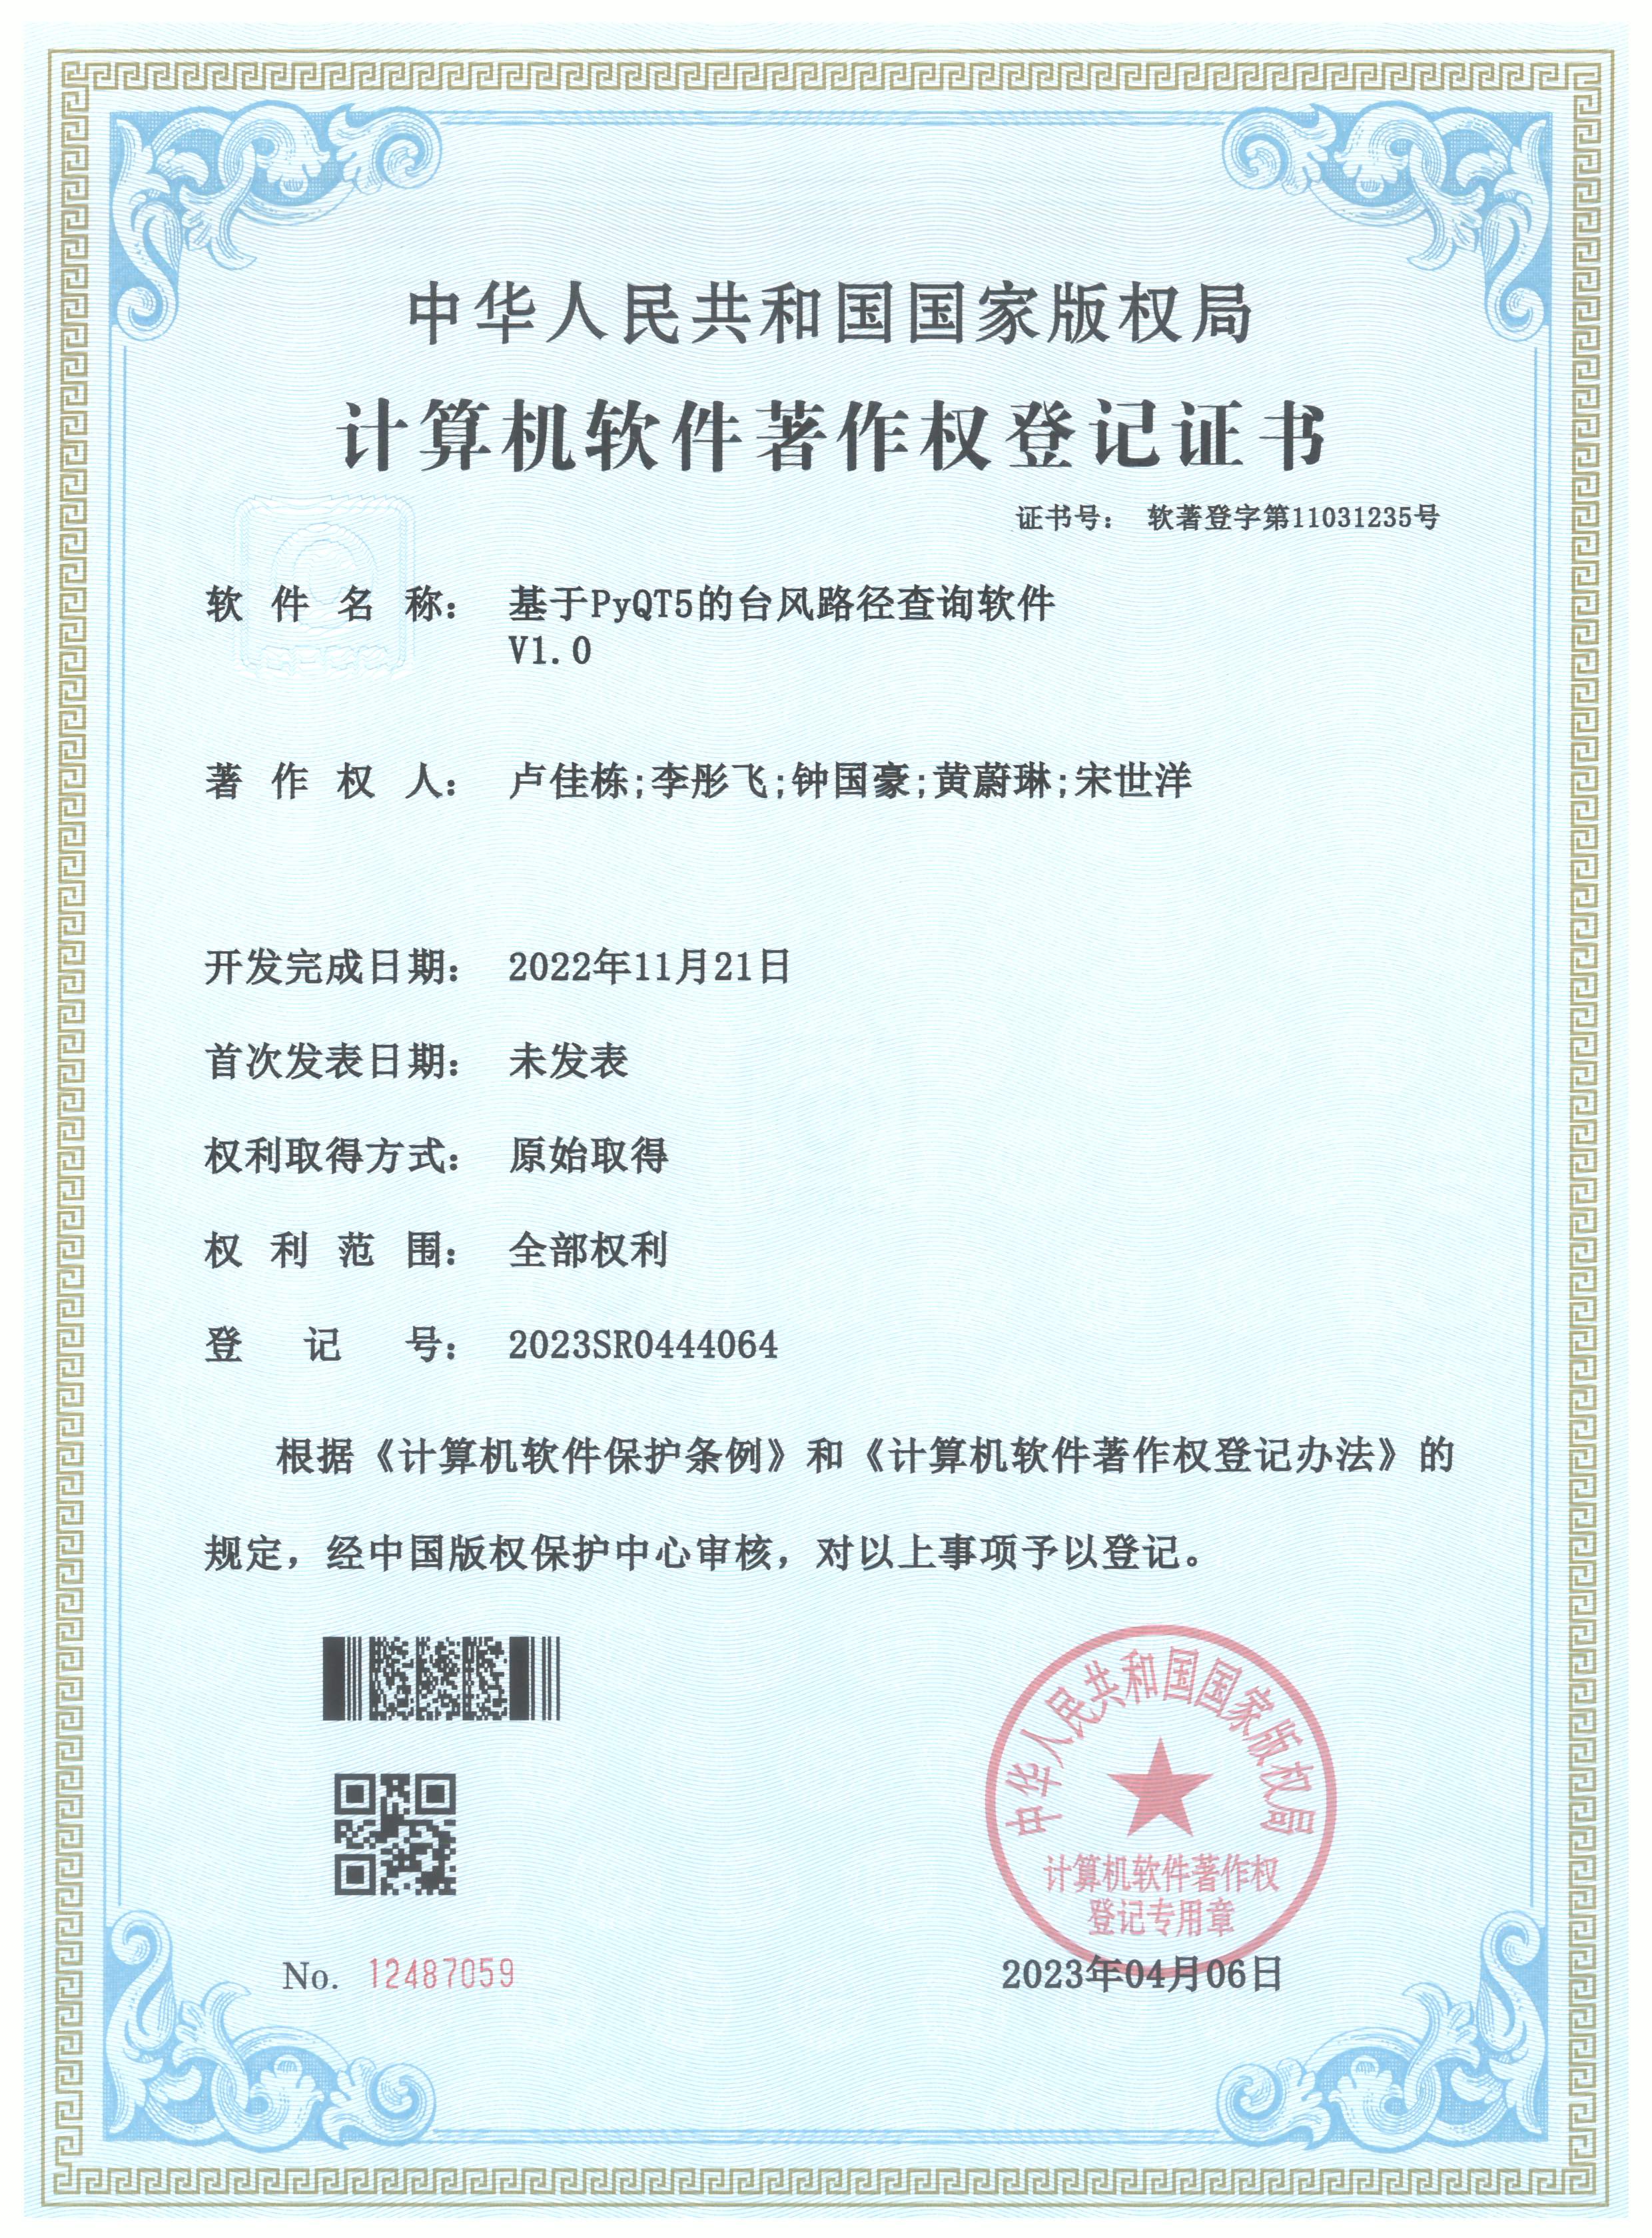 中华人民共和国国家版权局
计算机软件著作权登记证书
证书号： 软著登字第11031235号
软件名称： 基于PyQT5的台风路径查询软件
V1.0
著作权人： 卢佳栋;李彤飞;钟国豪;黄蔚琳;宋世洋
开发完成日期： 2022年11月21日
首次发表日期： 未发表
权利取得方式： 原始取得
权利范围： 全部权利
登记号： 2023SR0444064
根据《计算机软件保护条例》和《计算机软件著作权登记办法》的
规定，经中国版权保护中心审核，对以上事项予以登记。
中华人民共和国国家版权局
计算机软件著作权
登记专用章
No. 12487059
2023年04月06日